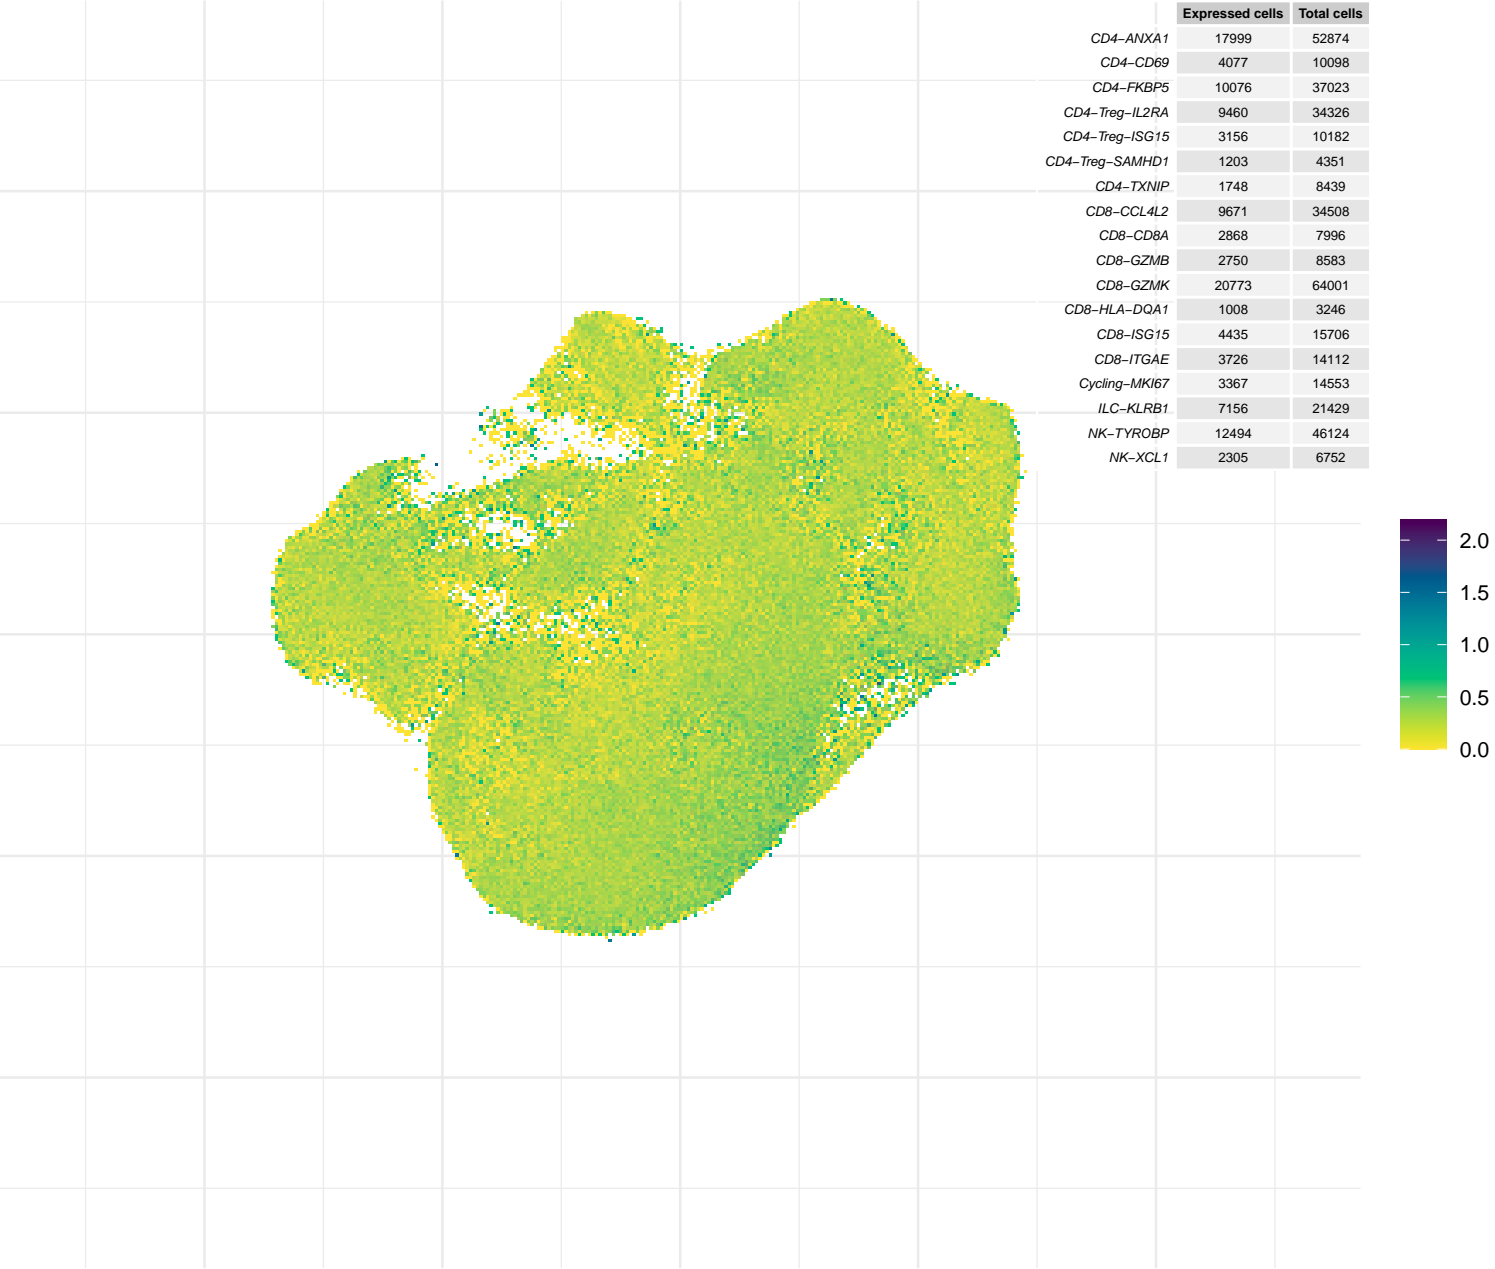 Expressed cells Total cells
CD4−ANXA1 17999 52874
CD4−CD69 4077 10098
CD4−FKBP5 10076 37023
CD4−Treg−IL2RA 9460 34326
CD4−Treg−ISG15 3156 10182
CD4−Treg−SAMHD1 1203 4351
CD4−TXNIP 1748 8439
CD8−CCL4L2 9671 34508
CD8−CD8A 2868 7996
CD8−GZMB 2750 8583
CD8−GZMK 20773 64001
CD8−HLA−DQA1 1008 3246
CD8−ISG15 4435 15706
CD8−ITGAE 3726 14112
Cycling−MKI67 3367 14553
ILC−KLRB1 7156 21429
NK−TYROBP 12494 46124
NK−XCL1 2305 6752
2.0
1.5
1.0
0.5
0.0